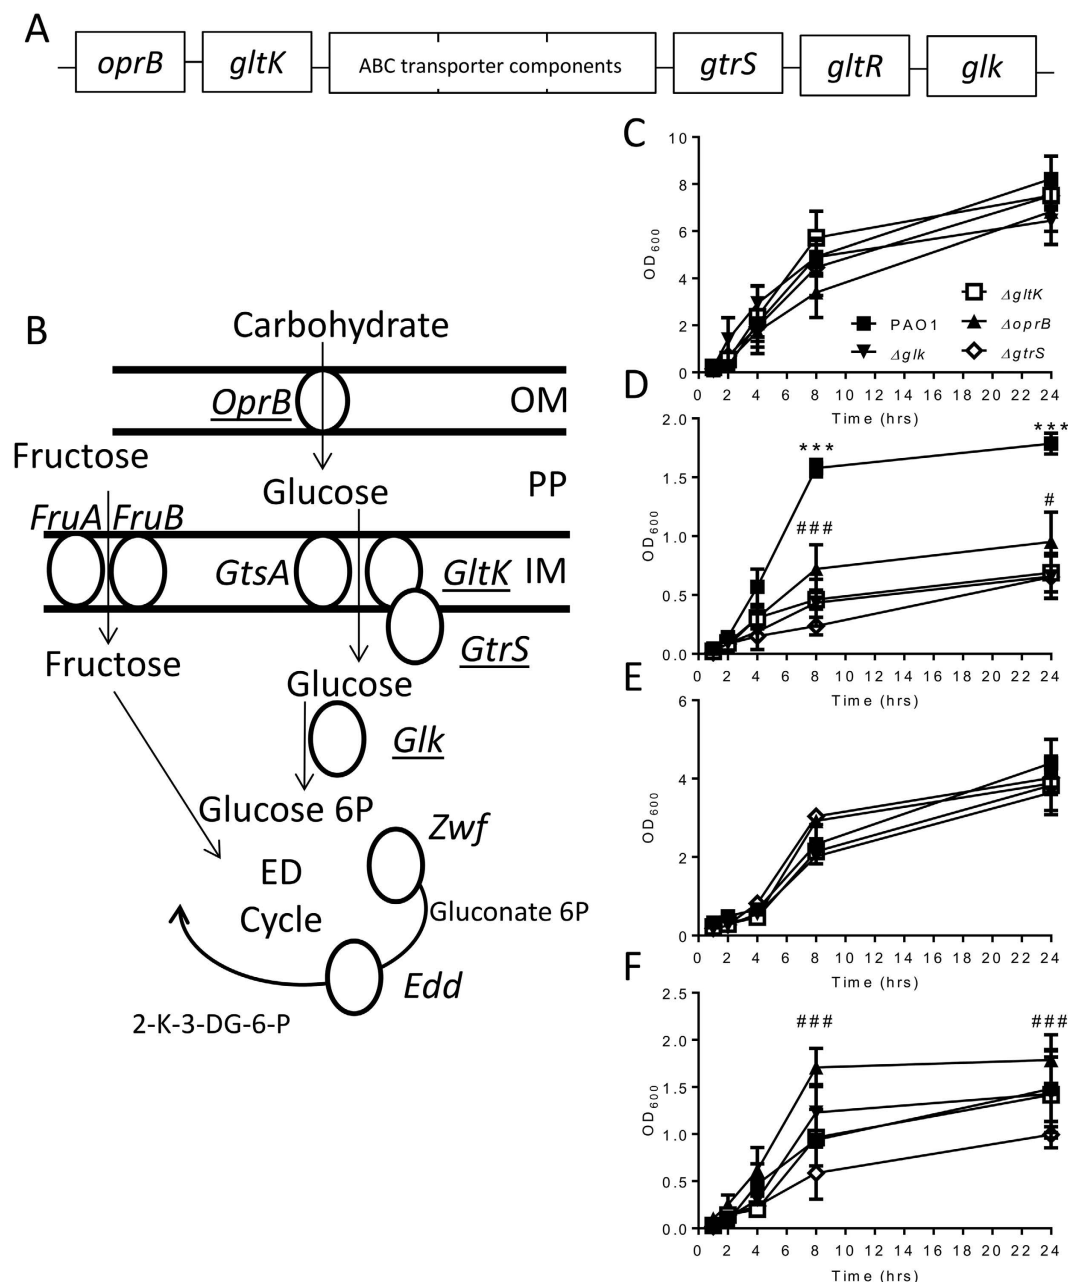 A
oprB gltK ABC transporter components gtrS gltR glk
B
Carbohydrate
OprB OM
Fructose
Glucose PP
FruA FruB
GtsA GltK IM
GtrS
Fructose
Glucose
Glk
Glucose 6P
Zwf
ED
Cycle
Gluconate 6P
Edd
2-K-3-DG-6-P
C
10
8
6
4
2
0
OD600
ΔgltK
PAO1 ΔoprB
Δglk ΔgtrS
0 2 4 6 8 10 12 14 16 18 20 22 24
Time (hrs)
D
2.0
1.5
1.0
0.5
0.0
OD600
*** ***
### #
0 2 4 6 8 10 12 14 16 18 20 22 24
Time (hrs)
E
6
4
2
0
OD600
0 2 4 6 8 10 12 14 16 18 20 22 24
Time (hrs)
F
2.5
2.0
1.5
1.0
0.5
0.0
OD600
### ###
0 2 4 6 8 10 12 14 16 18 20 22 24
Time (hrs)